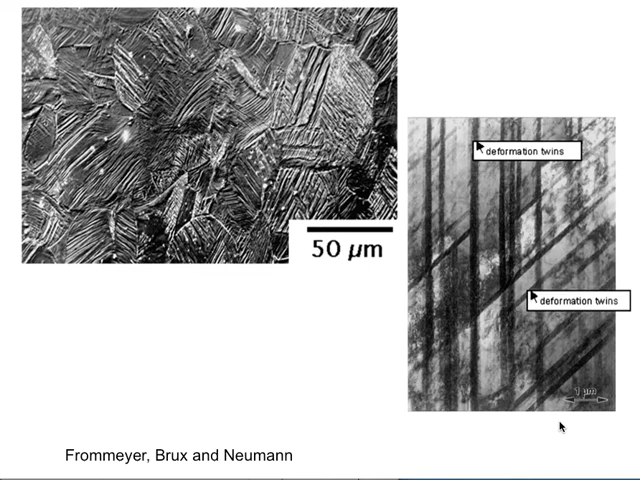 deformation twins
50 µm
deformation twins
1 µm
Frommeyer, Brux and Neumann